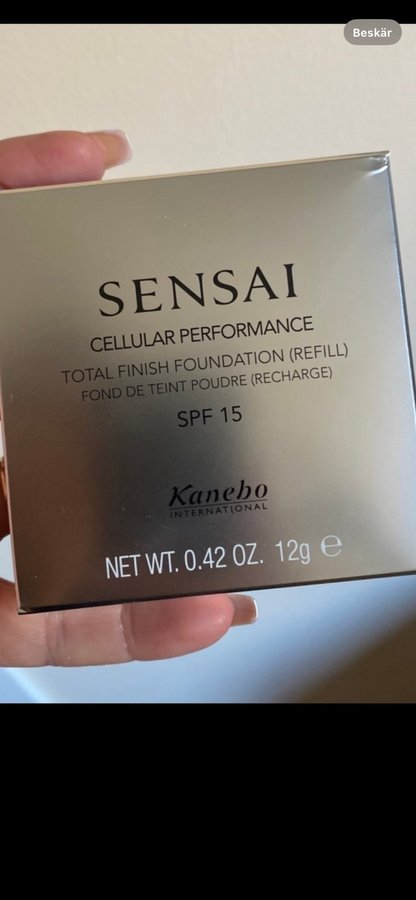 Beskär
SENSAI
CELLULAR PERFORMANCE
TOTAL FINISH FOUNDATION (REFILL)
FOND DE TEINT POUDRE (RECHARGE)
SPF 15
Kanebo
INTERNATIONAL
NET WT. 0.42 OZ. 12g ℮